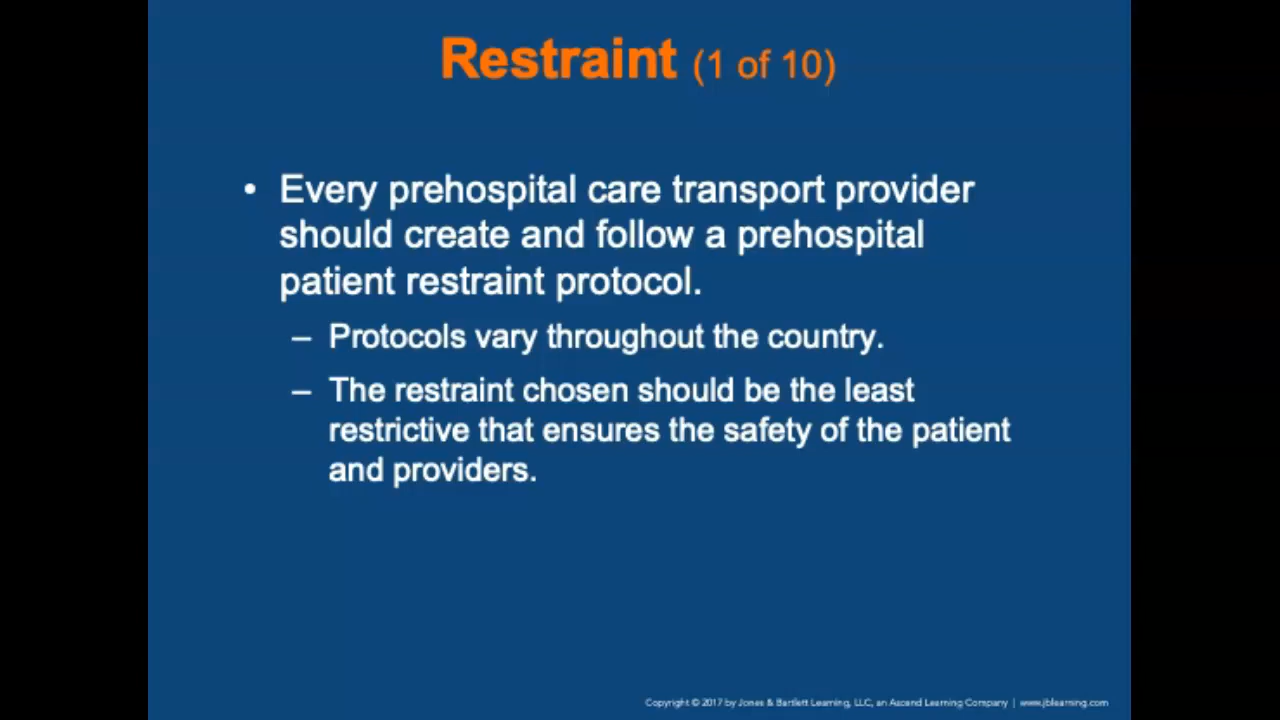 Restraint (1 of 10)
• Every prehospital care transport provider
should create and follow a prehospital
patient restraint protocol.
– Protocols vary throughout the country.
– The restraint chosen should be the least
restrictive that ensures the safety of the patient
and providers.
Copyright © 2017 by Jones & Bartlett Learning, LLC, an Ascend Learning Company | www.jblearning.com